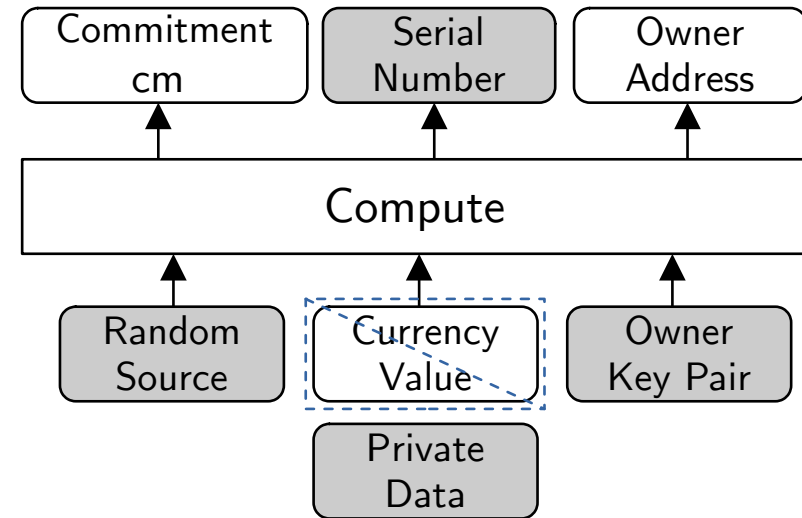 Commitment
cm
Serial
Number
Owner
Address
Compute
Random
Source
Currency
Value
Owner
Key Pair
Private
Data